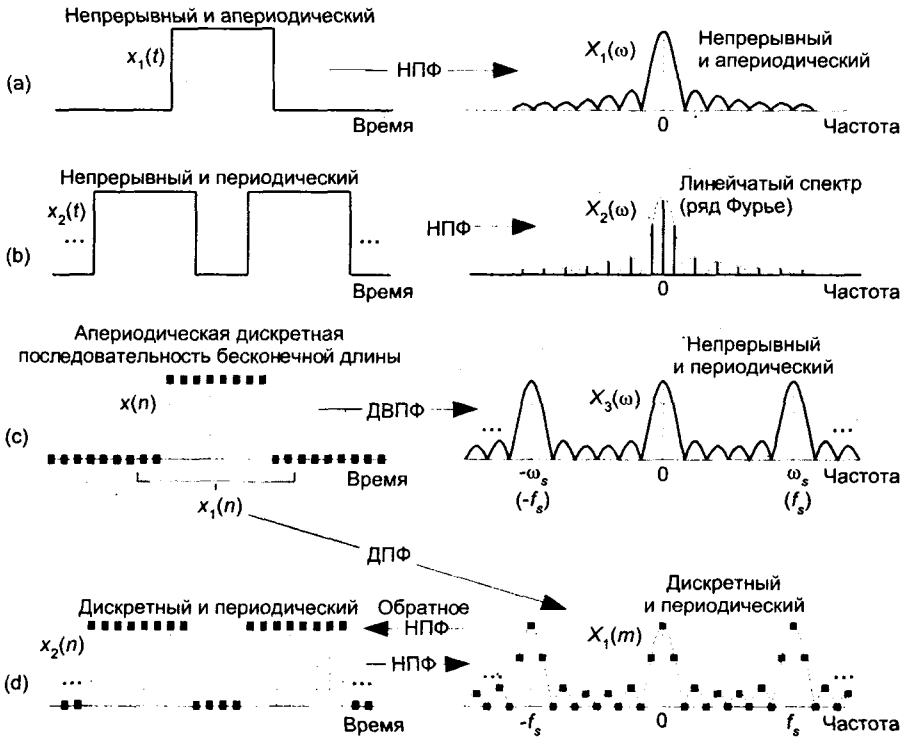 Непрерывный и апериодический
x₁(t)
НПФ
X₁(ω)
Непрерывный
и апериодический
(a)
Время
0
Частота
Непрерывный и периодический
x₂(t)
...
...
НПФ
X₂(ω)
Линейчатый спектр
(ряд Фурье)
(b)
Время
0
Частота
Апериодическая дискретная
последовательность бесконечной длины
x(n)
ДВПФ
X₃(ω)
Непрерывный
и периодический
...
...
(c)
Время
-ωₛ
0
ωₛ
Частота
(-fₛ)
(fₛ)
x₁(n)
ДПФ
Дискретный и периодический
Обратное
НПФ
Дискретный
и периодический
x₂(n)
X₁(m)
НПФ
...
...
...
...
(d)
Время
-fₛ
0
fₛ
Частота